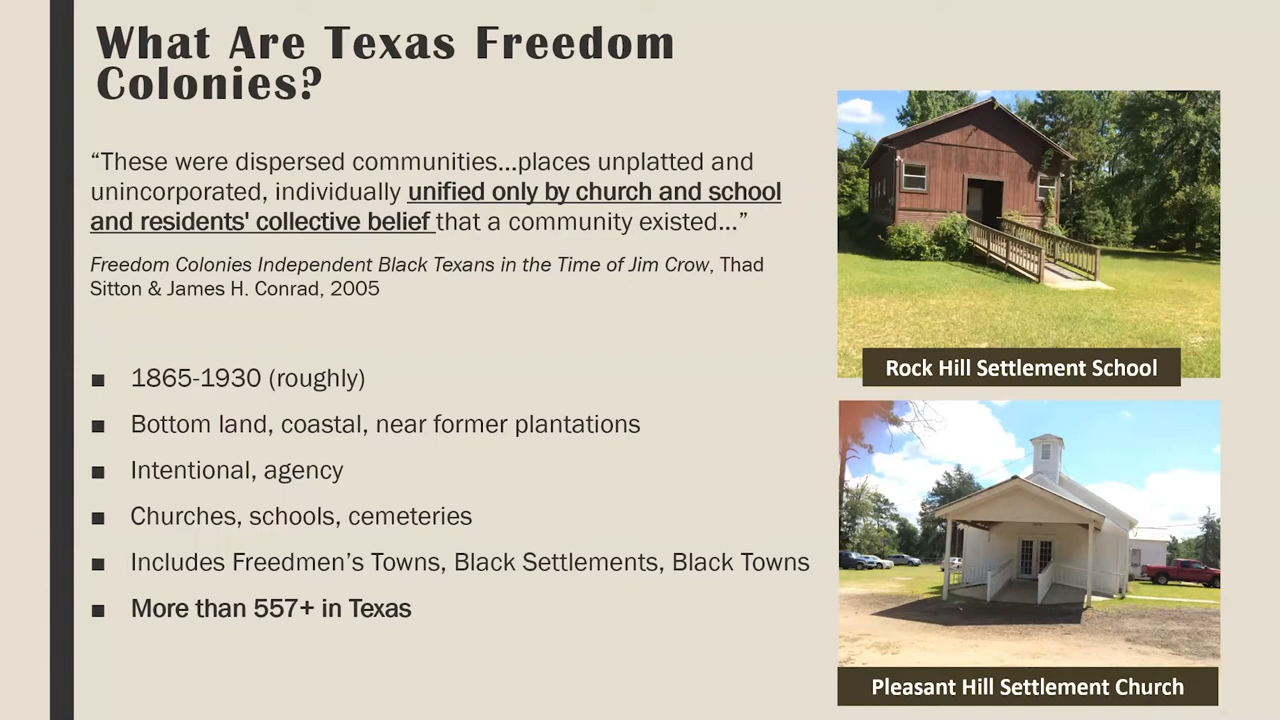 What Are Texas Freedom
Colonies?
“These were dispersed communities...places unplatted and
unincorporated, individually unified only by church and school
and residents' collective belief that a community existed...”
Freedom Colonies Independent Black Texans in the Time of Jim Crow, Thad
Sitton & James H. Conrad, 2005
■ 1865-1930 (roughly)
■ Bottom land, coastal, near former plantations
■ Intentional, agency
■ Churches, schools, cemeteries
■ Includes Freedmen’s Towns, Black Settlements, Black Towns
■ More than 557+ in Texas
Rock Hill Settlement School
Pleasant Hill Settlement Church